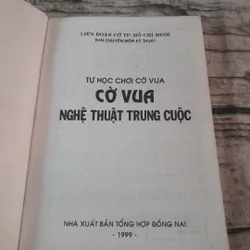 LIÊN ĐOÀN CỜ TP. HỒ CHÍ MINH
BAN CHUYÊN MÔN KỸ THUẬT
TỰ HỌC CHƠI CỜ VUA
CỜ VUA
NGHỆ THUẬT TRUNG CUỘC
NHÀ XUẤT BẢN TỔNG HỢP ĐỒNG NAI
- 1999 -